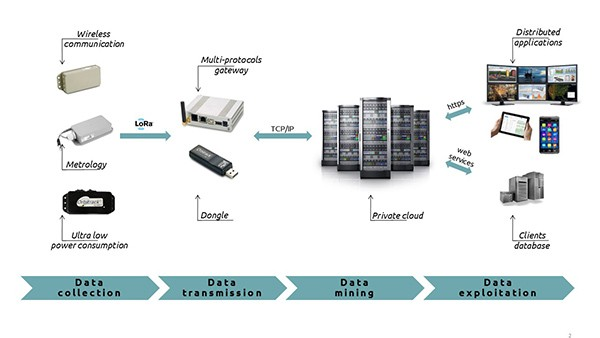 Wireless
communication
Multi-protocols
gateway
Distributed
applications
LoRa
TCP/IP
https
web
services
Metrology
Dongle
Private cloud
Ultra low
power consumption
Clients
database
Data
collection
Data
transmission
Data
mining
Data
exploitation
2